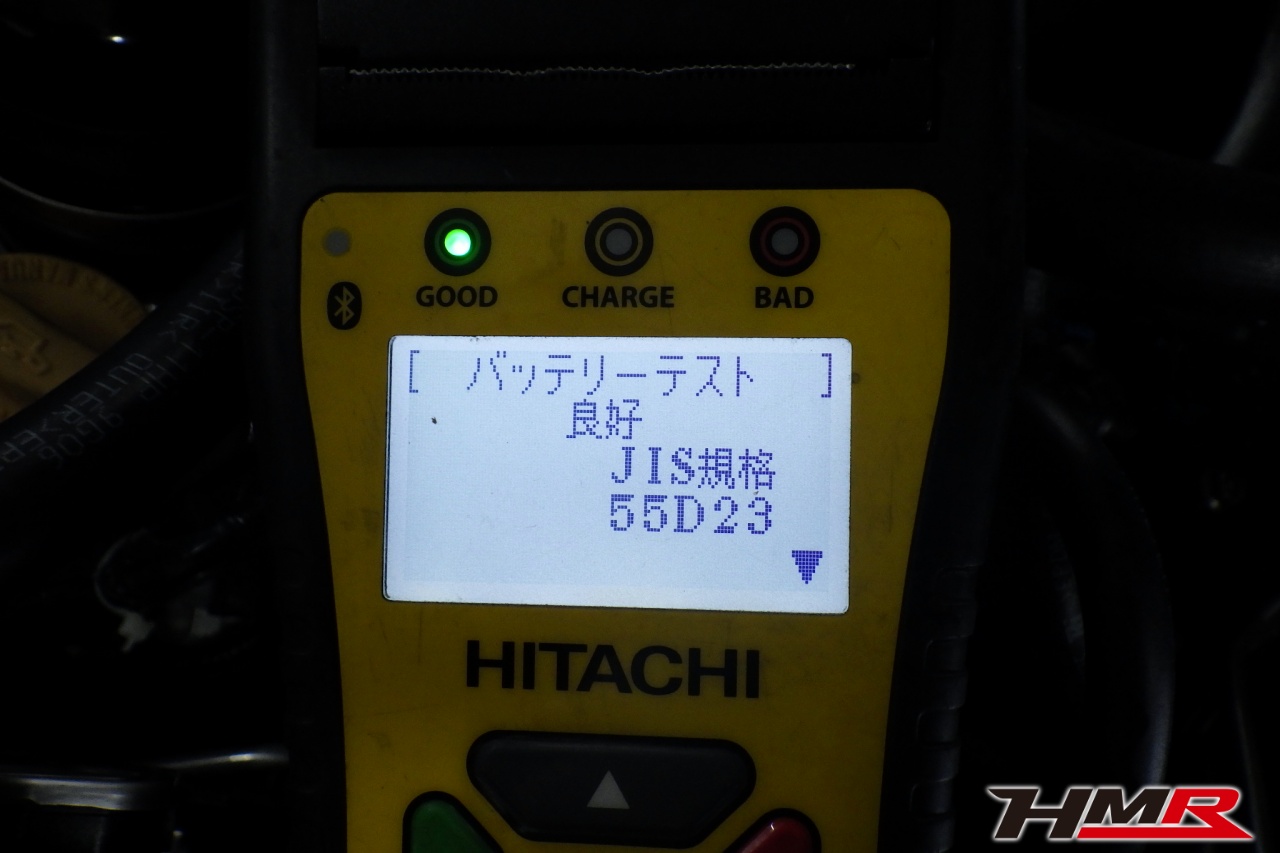 GOOD CHARGE BAD
[ バッテリーテスト ]
良好
JIS規格
55D23
HITACHI
OUTER
HMR